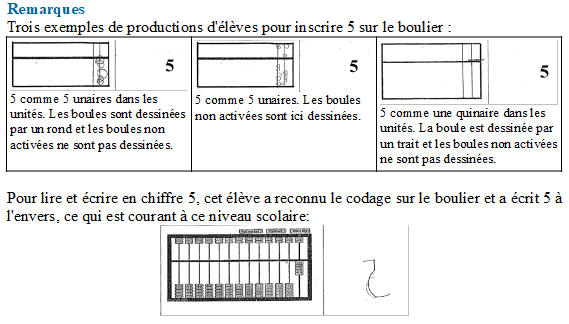 Remarques
Trois exemples de productions d'élèves pour inscrire 5 sur le boulier :
5
5 comme 5 unaires dans les
unités. Les boules sont dessinées
par un rond et les boules non
activées ne sont pas dessinées.
5
5 comme 5 unaires. Les boules
non activées sont ici dessinées.
5
5 comme une quinaire dans les
unités. La boule est dessinée par
un trait et les boules non activées
ne sont pas dessinées.
Pour lire et écrire en chiffre 5, cet élève a reconnu le codage sur le boulier et a écrit 5 à
l'envers, ce qui est courant à ce niveau scolaire: